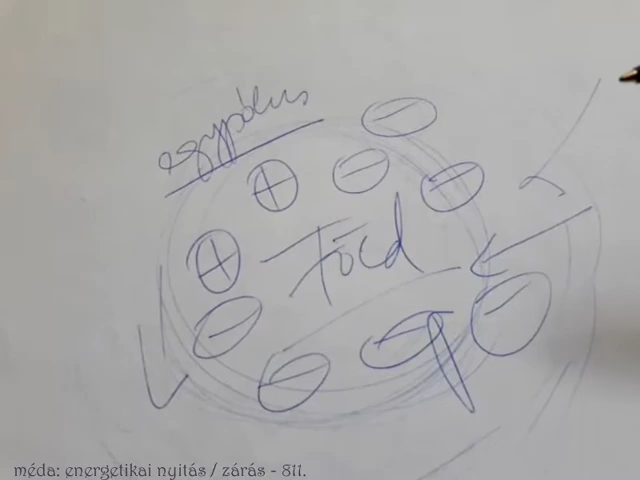 egypólus
Föld
méda: energetikai nyitás / zárás - 811.